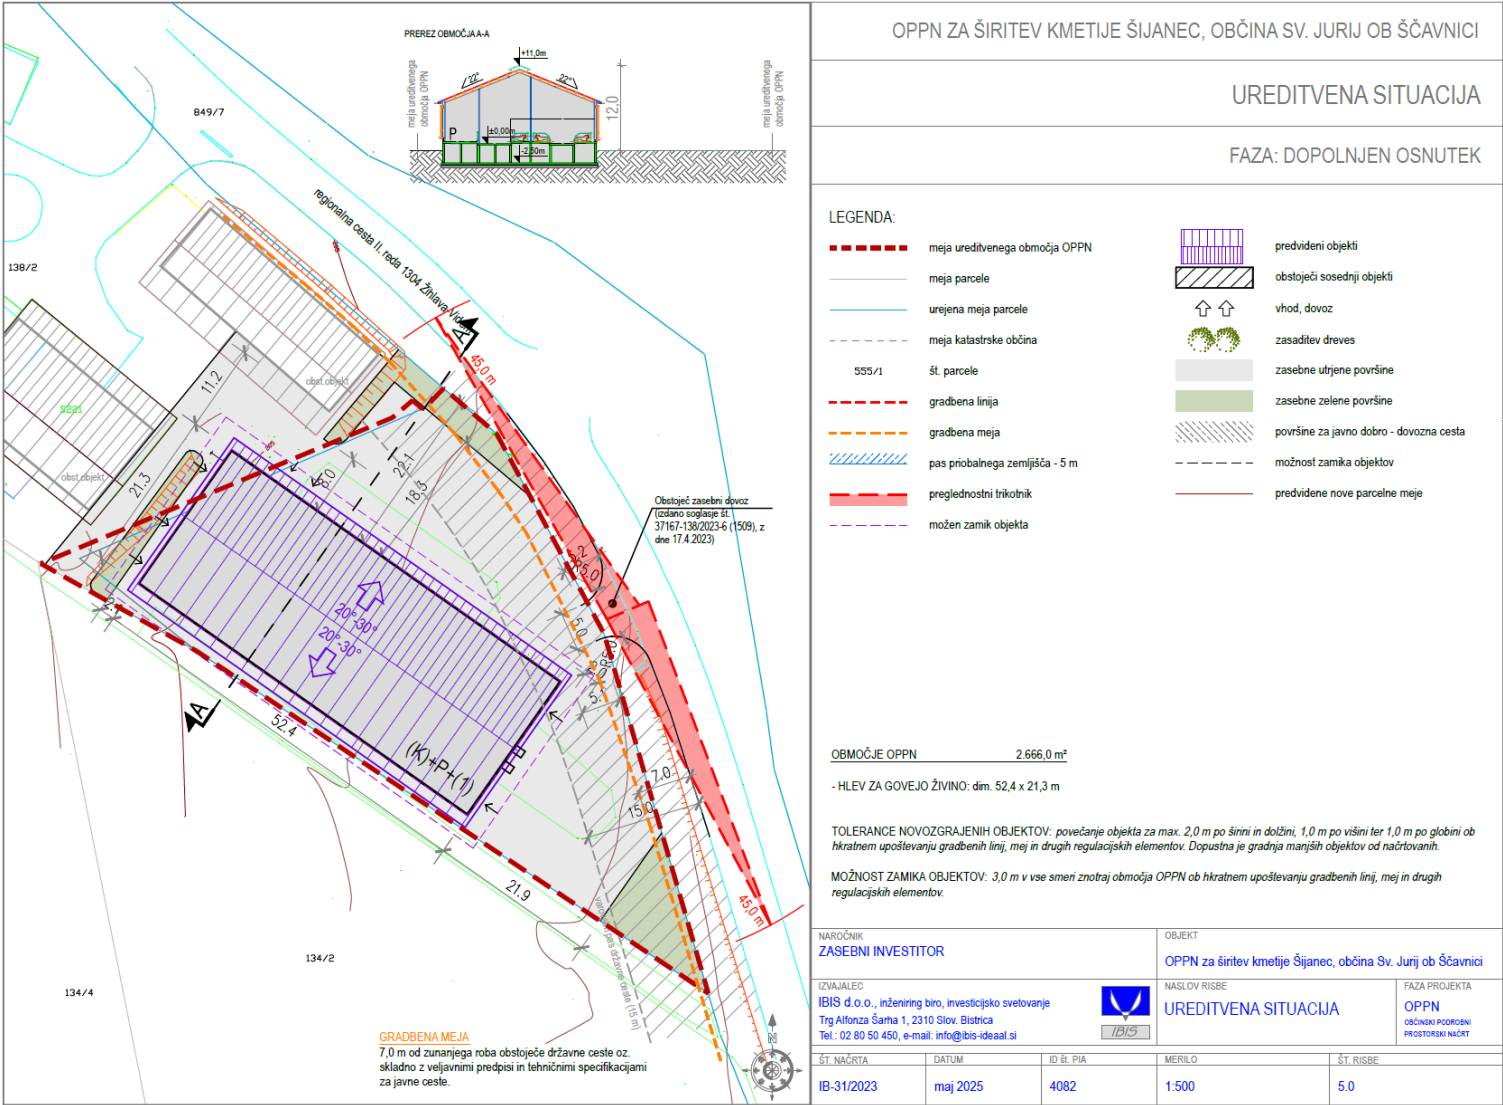 PREREZ OBMOČJA A-A
+11,0m
22°
22°
meja ureditvenega
območja OPPN
meja ureditvenega
območja OPPN
12,0
P
±0,00m
-2,50m
849/7
138/2
regionalna cesta II. reda 1304 Žihlava-Videm
A
45,0 m
obst.objekt
obst.objekt
11.2
21.3
8.0
22.1
18.3
Obstoječ zasebni dovoz
(izdano soglasje št.
37167-138/2023-6 (1509), z
dne 17.4.2023)
5.0
20°-30°
20°-30°
(K)+P+(1)
A
52.4
7.0
15.0
21.9
45,0 m
varovalni pas državne ceste (15 m)
134/2
134/4
GRADBENA MEJA
7,0 m od zunanjega roba obstoječe državne ceste oz.
skladno z veljavnimi predpisi in tehničnimi specifikacijami
za javne ceste.
N
OPPN ZA ŠIRITEV KMETIJE ŠIJANEC, OBČINA SV. JURIJ OB ŠČAVNICI
UREDITVENA SITUACIJA
FAZA: DOPOLNJEN OSNUTEK
LEGENDA:
meja ureditvenega območja OPPN
meja parcele
urejena meja parcele
meja katastrske občina
555/1 št. parcele
gradbena linija
gradbena meja
pas priobalnega zemljišča - 5 m
preglednostni trikotnik
možen zamik objekta
predvideni objekti
obstoječi sosednji objekti
vhod, dovoz
zasaditev dreves
zasebne utrjene površine
zasebne zelene površine
površine za javno dobro - dovozna cesta
možnost zamika objektov
predvidene nove parcelne meje
OBMOČJE OPPN 2.666,0 m²
- HLEV ZA GOVEJO ŽIVINO: dim. 52,4 x 21,3 m
TOLERANCE NOVOZGRAJENIH OBJEKTOV: povečanje objekta za max. 2,0 m po širini in dolžini, 1,0 m po višini ter 1,0 m po globini ob
hkratnem upoštevanju gradbenih linij, mej in drugih regulacijskih elementov. Dopustna je gradnja manjših objektov od načrtovanih.
MOŽNOST ZAMIKA OBJEKTOV: 3,0 m v vse smeri znotraj območja OPPN ob hkratnem upoštevanju gradbenih linij, mej in drugih
regulacijskih elementov.
NAROČNIK
ZASEBNI INVESTITOR
OBJEKT
OPPN za širitev kmetije Šijanec, občina Sv. Jurij ob Ščavnici
IZVAJALEC
IBIS d.o.o., inženiring biro, investicijsko svetovanje
Trg Alfonza Šarha 1, 2310 Slov. Bistrica
Tel.: 02 80 50 450, e-mail: info@ibis-ideaal.si
IBIS
NASLOV RISBE
UREDITVENA SITUACIJA
FAZA PROJEKTA
OPPN
OBČINSKI PODROBNI
PROSTORSKI NAČRT
ŠT. NAČRTA
IB-31/2023
DATUM
maj 2025
ID št. PIA
4082
MERILO
1:500
ŠT. RISBE
5.0